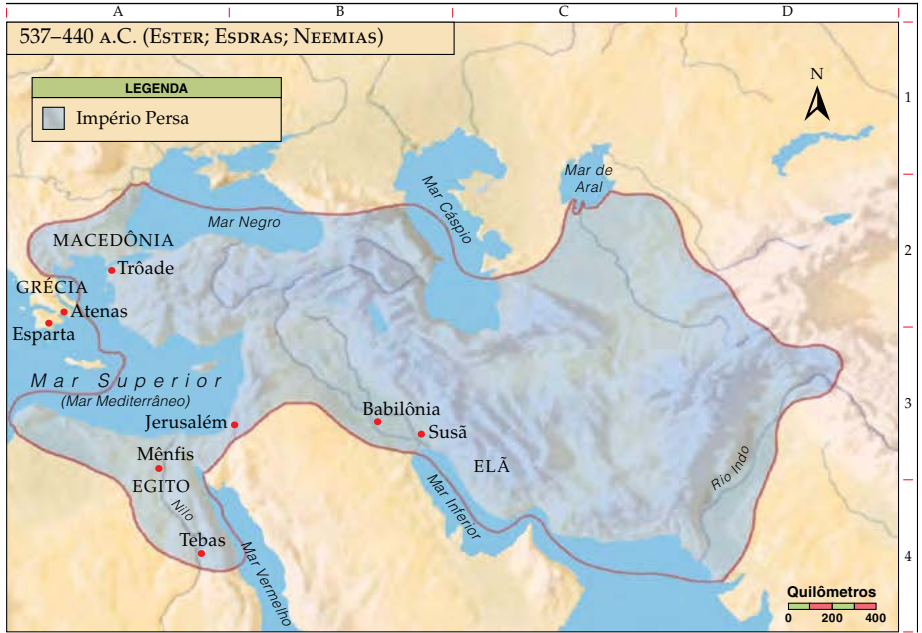 A B C D
537–440 A.C. (ESTER; ESDRAS; NEEMIAS)
LEGENDA
Império Persa
N
1
Mar de
Aral
Mar Cáspio
Mar Negro
MACEDÔNIA
2
Trôade
GRÉCIA
Atenas
Esparta
Mar Superior
(Mar Mediterrâneo)
3
Babilônia
Jerusalém
Susã
Mênfis
ELÃ
EGITO
Rio Indo
Nilo
Mar Inferior
Tebas
4
Mar Vermelho
Quilômetros
0 200 400